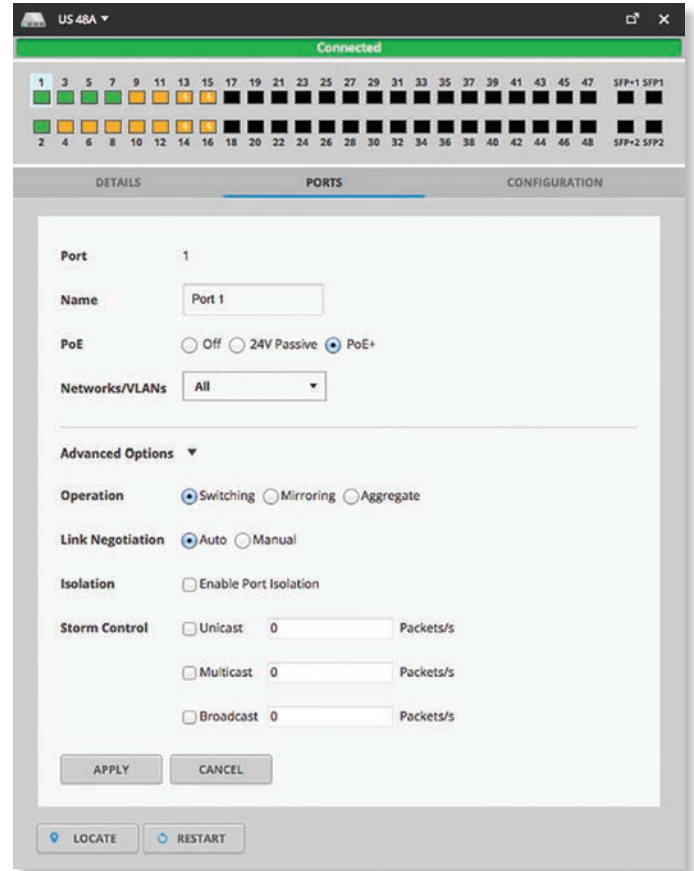 US 48A
Connected
1 3 5 7 9 11 13 15 17 19 21 23 25 27 29 31 33 35 37 39 41 43 45 47 SFP+1 SFP1
2 4 6 8 10 12 14 16 18 20 22 24 26 28 30 32 34 36 38 40 42 44 46 48 SFP+2 SFP2
DETAILS PORTS CONFIGURATION
Port 1
Name Port 1
PoE Off 24V Passive PoE+
Networks/VLANs All
Advanced Options
Operation Switching Mirroring Aggregate
Link Negotiation Auto Manual
Isolation Enable Port Isolation
Storm Control Unicast 0 Packets/s
Multicast 0 Packets/s
Broadcast 0 Packets/s
APPLY CANCEL
LOCATE RESTART